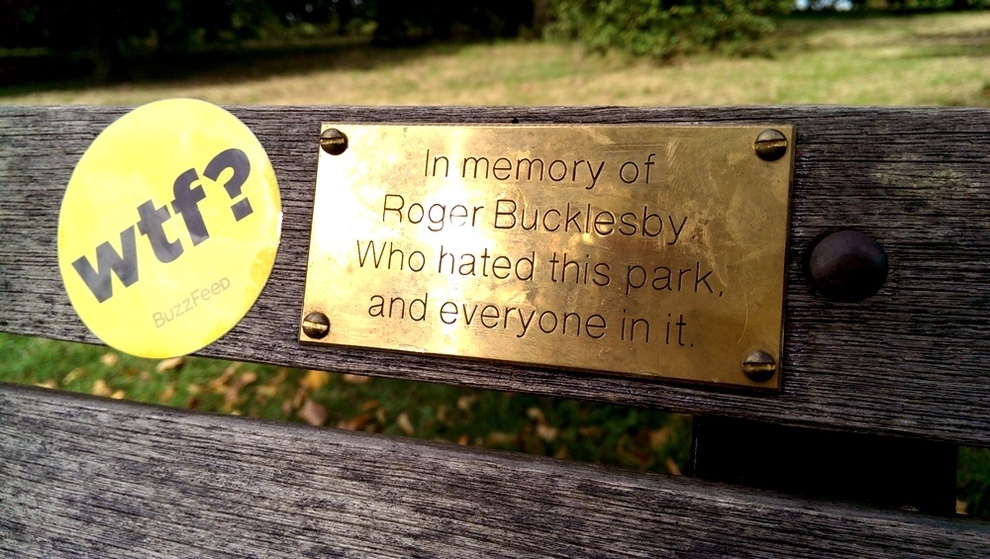 wtf?
BuzzFeed
In memory of
Roger Bucklesby
Who hated this park,
and everyone in it.